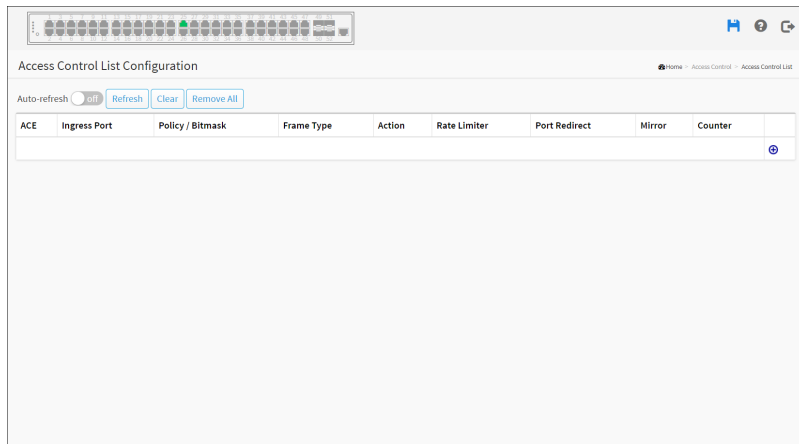 Access Control List Configuration
Home > Access Control > Access Control List
Auto-refresh off Refresh Clear Remove All
ACE Ingress Port Policy / Bitmask Frame Type Action Rate Limiter Port Redirect Mirror Counter